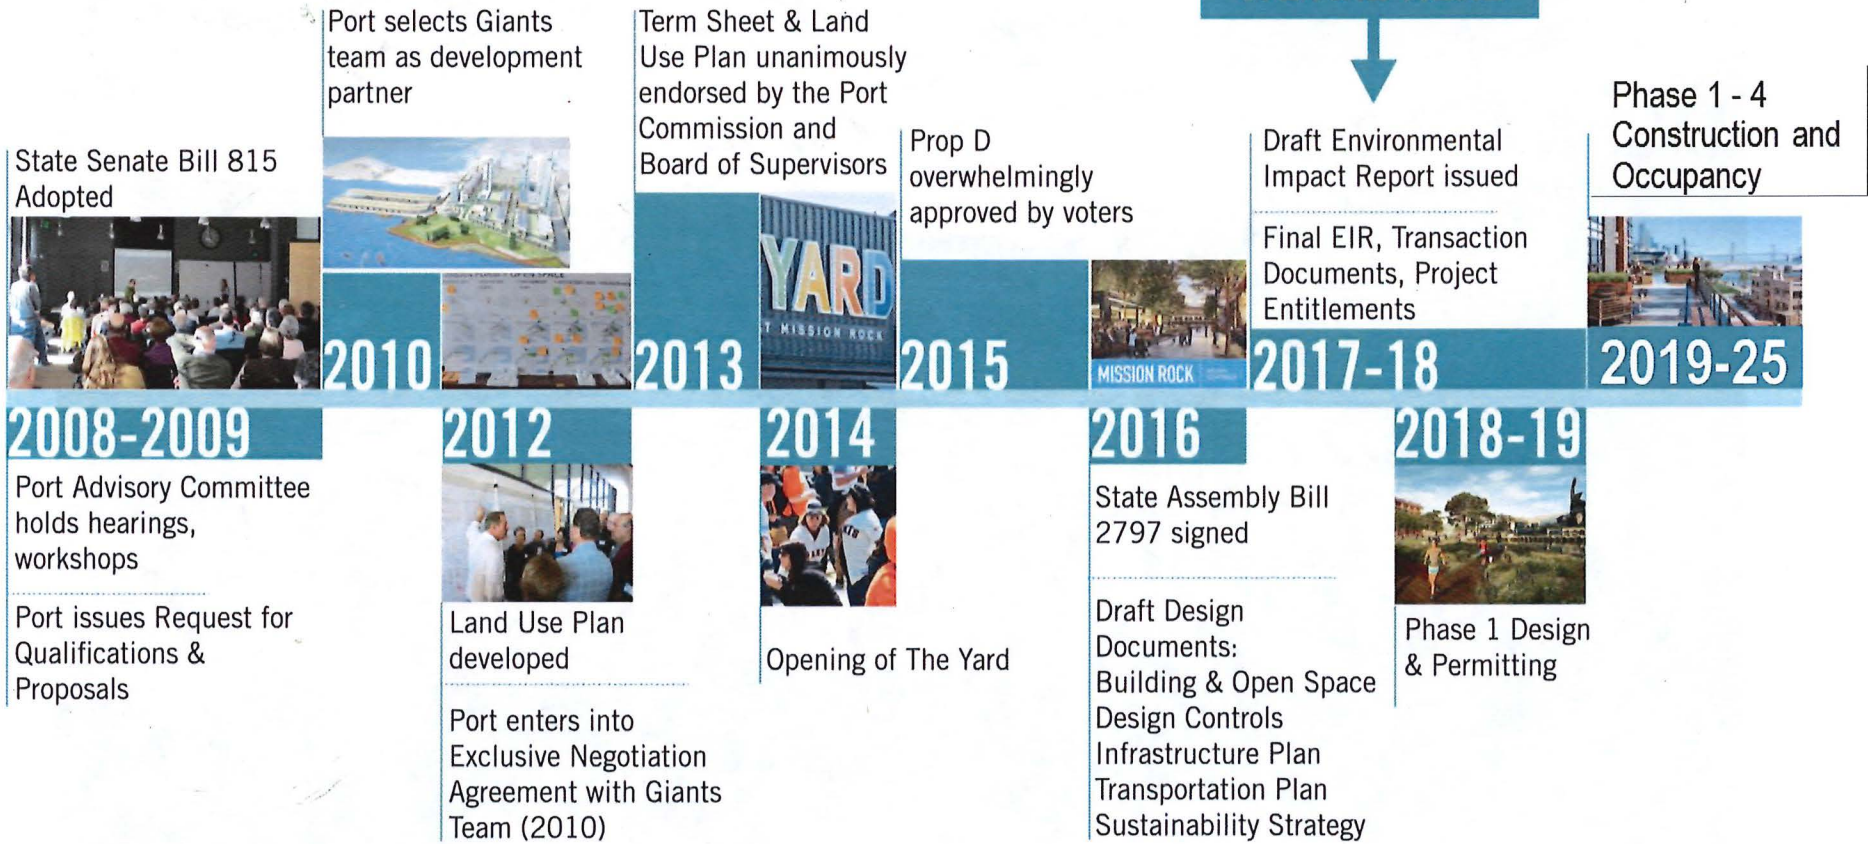 Port selects Giants
team as development
partner
Term Sheet & Land
Use Plan unanimously
endorsed by the Port
Commission and
Board of Supervisors
Phase 1 - 4
Construction and
Occupancy
State Senate Bill 815
Adopted
Prop D
overwhelmingly
approved by voters
Draft Environmental
Impact Report issued
Final EIR, Transaction
Documents, Project
Entitlements
YARD
T MISSION ROCK
MISSION ROCK
2010
2013
2015
2017-18
2019-25
2008-2009
2012
2014
2016
2018-19
Port Advisory Committee
holds hearings,
workshops
Port issues Request for
Qualifications &
Proposals
Land Use Plan
developed
Port enters into
Exclusive Negotiation
Agreement with Giants
Team (2010)
Opening of The Yard
State Assembly Bill
2797 signed
Draft Design
Documents:
Building & Open Space
Design Controls
Infrastructure Plan
Transportation Plan
Sustainability Strategy
Phase 1 Design
& Permitting